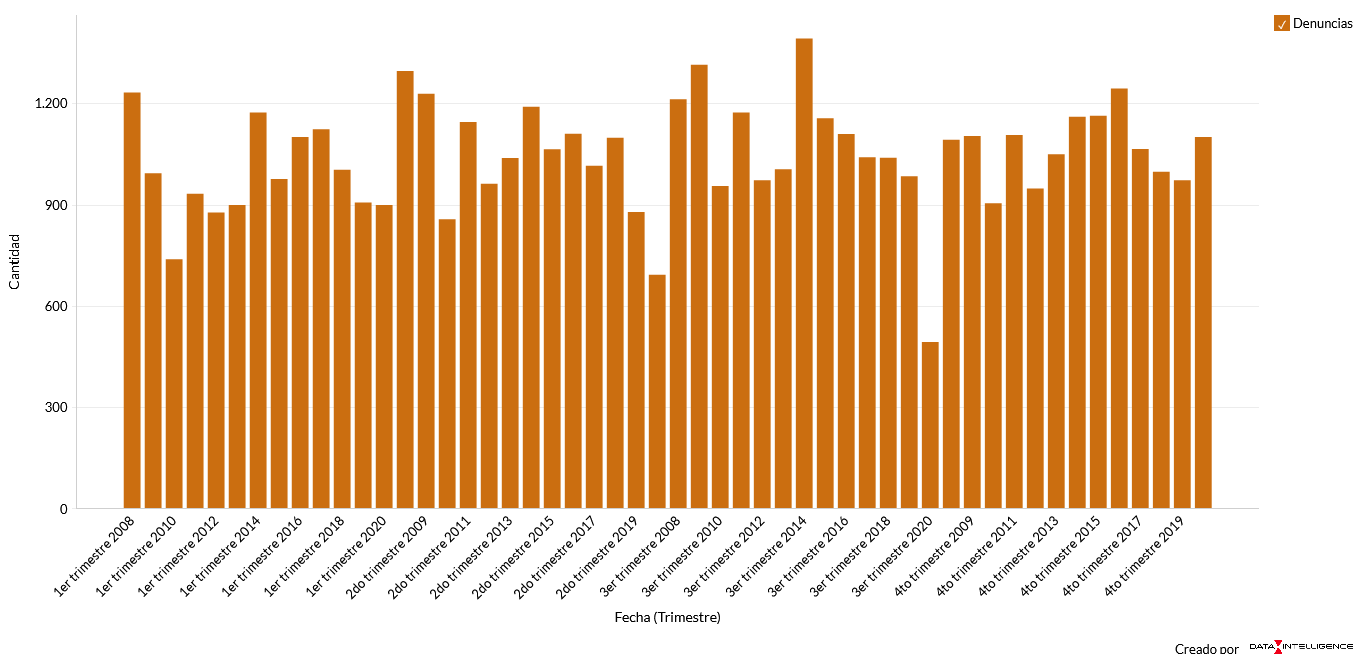 Denuncias
1.200
900
600
300
0
Cantidad
1er trimestre 2008
1er trimestre 2010
1er trimestre 2012
1er trimestre 2014
1er trimestre 2016
1er trimestre 2018
1er trimestre 2020
2do trimestre 2009
2do trimestre 2011
2do trimestre 2013
2do trimestre 2015
2do trimestre 2017
2do trimestre 2019
3er trimestre 2008
3er trimestre 2010
3er trimestre 2012
3er trimestre 2014
3er trimestre 2016
3er trimestre 2018
3er trimestre 2020
4to trimestre 2009
4to trimestre 2011
4to trimestre 2013
4to trimestre 2015
4to trimestre 2017
4to trimestre 2019
Fecha (Trimestre)
Creado por DATA INTELLIGENCE